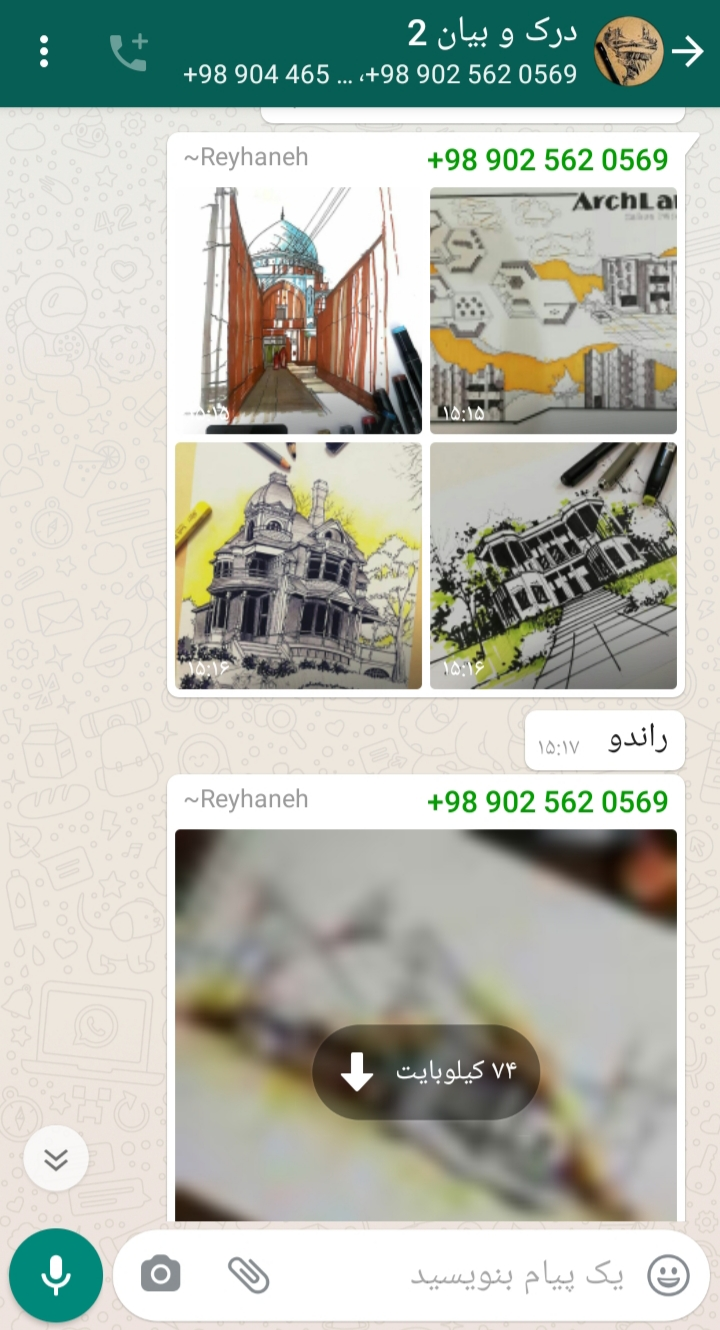 درک و بیان 2
+98 902 562 0569، +98 904 465 ...
~Reyhaneh
+98 902 562 0569
ArchLa
۱۵:۱۵
۱۵:۱۵
۱۵:۱۶
۱۵:۱۶
راندو
۱۵:۱۷
~Reyhaneh
+98 902 562 0569
۷۴ کیلوبایت
یک پیام بنویسید